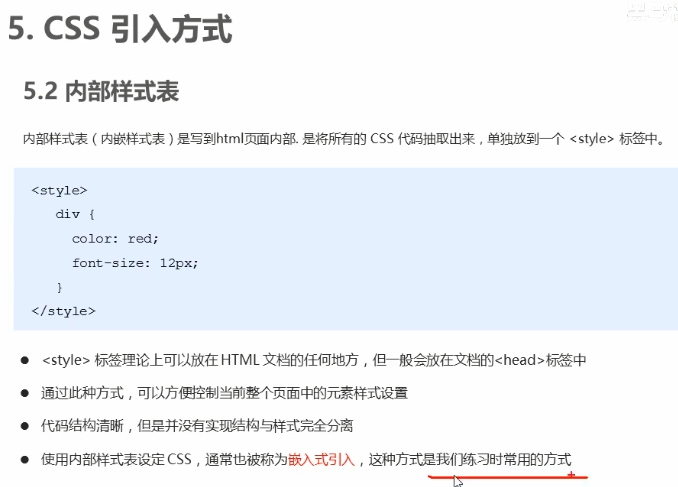 5. CSS 引入方式
5.2 内部样式表
内部样式表（内嵌样式表）是写到html页面内部. 是将所有的 CSS 代码抽取出来，单独放到一个 <style> 标签中。
<style>
div {
color: red;
font-size: 12px;
}
</style>
● <style> 标签理论上可以放在 HTML 文档的任何地方，但一般会放在文档的<head>标签中
● 通过此种方式，可以方便控制当前整个页面中的元素样式设置
● 代码结构清晰，但是并没有实现结构与样式完全分离
● 使用内部样式表设定 CSS，通常也被称为嵌入式引入，这种方式是我们练习时常用的方式